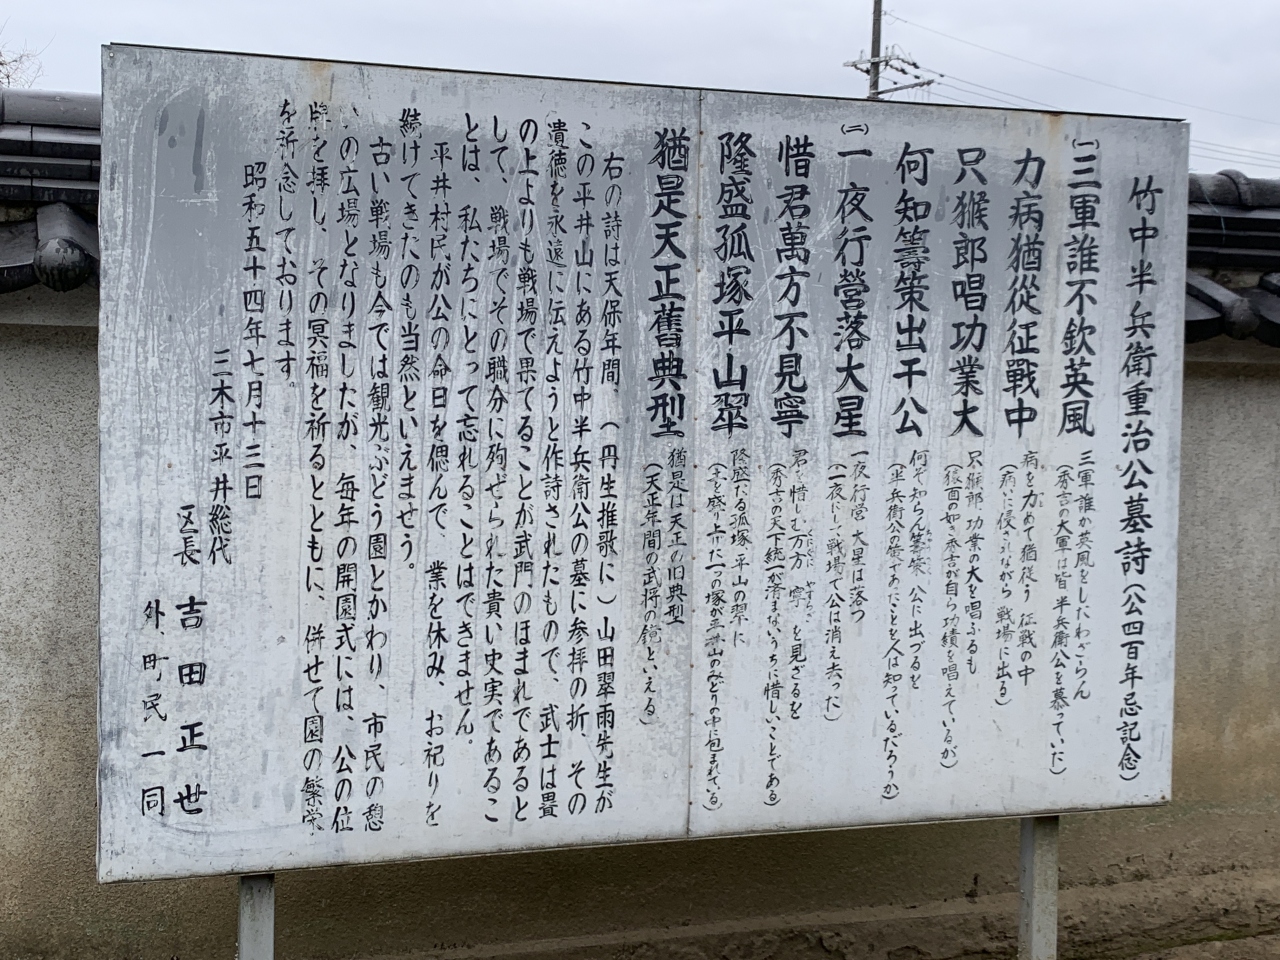 竹中半兵衛重治公墓詩(公四百年忌記念)
(一)三軍誰不欽英風 三軍誰か英風をしたわざらん
(秀吉の大軍は皆 半兵衛公を慕っていた)
力病猶從征戰中 病を力めて猶従う 征戦の中
(病いに侵されながら 戦場に出る)
只猴郎唱功業大 只猴郎、功業の大を唱ふるも
(猿面の如き秀吉が自ら功績を唱えているが)
何知籌策出干公 何ぞ知らん籌策、公に出づるを
(半兵衛公の策であたことを人は知っているだろうか)
(二)一夜行營落大星 一夜行営 大星は落つ
(一夜にして戦場で公は消え去った)
惜君萬方不見寧 君を惜しむ万方 寧を見ざるを
(秀吉の天下統一が済まないうちに惜しいことである)
隆盛孤塚平山翠 隆盛たる孤塚、平山の翠に
(土を盛り上げた一つの塚が平井山のみどりの中に包まれている)
猶是天正舊典型 猶是は天正の旧典型
(天正年間の武将の鏡といえる)
右の詩は天保年間、(丹生推歌に)山田翠雨先生が
この平井山にある竹中半兵衛公の墓に参拝の折、その
遺徳を永遠に伝えようと作詩されたもので、武士は畳
の上よりも戦場で果てることが武門のほまれであると
して、戦場でその職分に殉ぜられた貴い史実であるこ
とは、私たちにとって忘れることはできません。
平井村民が公の命日を偲んで、業を休み、お祀りを
続けてきたのも当然といえませう。
古い戦場も今では観光ぶどう園とかわり、市民の憩
いの広場となりましたが、毎年の開園式には、公の位
牌を拝し、その冥福を祈るとともに、併せて園の繁栄
を祈念しております。
昭和五十四年七月十三日
三木市平井総代
区長 吉田正世
外、町民一同